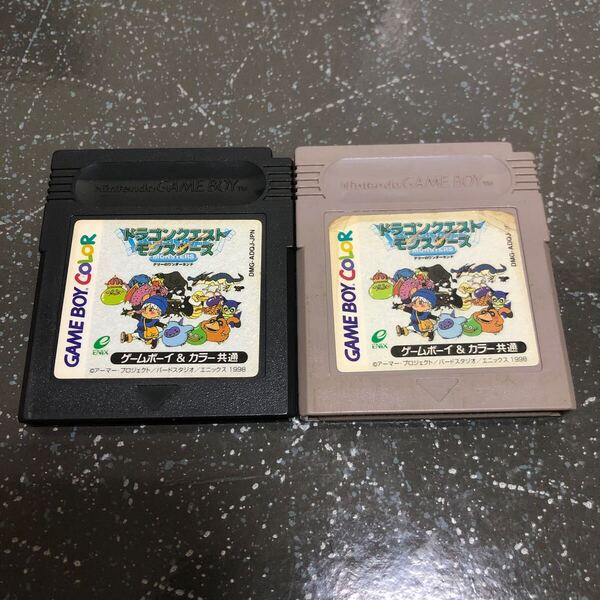 Nintendo GAME BOY™
GAME BOY COLOR
ドラゴンクエスト
モンスターズ
MONSTERS
テリーのワンダーランド
DMG-ADQJ-JPN
ENIX
ゲームボーイ & カラー共通
©アーマー・プロジェクト/バードスタジオ/エニックス 1998
Nintendo GAME BOY™
GAME BOY COLOR
ドラゴンクエスト
モンスターズ
MONSTERS
テリーのワンダーランド
DMG-ADQJ-
ENIX
ゲームボーイ & カラー共通
©アーマー・プロジェクト/バードスタジオ/エニックス 1998